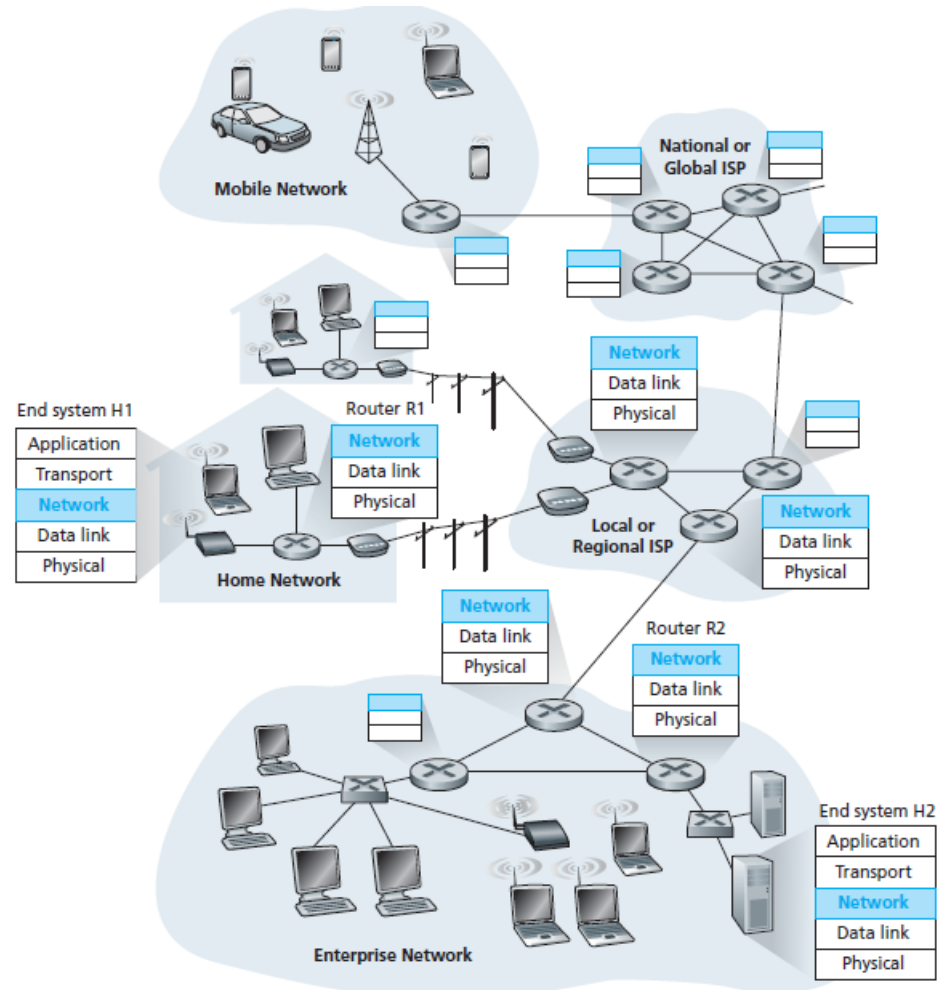 National or
Global ISP
Mobile Network
Network
Data link
Physical
End system H1
Application
Transport
Network
Data link
Physical
Router R1
Network
Data link
Physical
Home Network
Local or
Regional ISP
Network
Data link
Physical
Network
Data link
Physical
Router R2
Network
Data link
Physical
End system H2
Application
Transport
Network
Data link
Physical
Enterprise Network